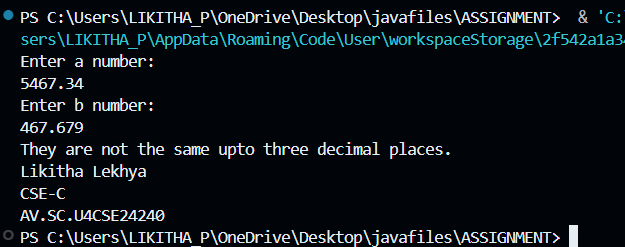 PS C:\Users\LIKITHA_P\OneDrive\Desktop\javafiles\ASSIGNMENT>  & 'C:
sers\LIKITHA_P\AppData\Roaming\Code\User\workspaceStorage\2f542a1a3
Enter a number:
5467.34
Enter b number:
467.679
They are not the same upto three decimal places.
Likitha Lekhya
CSE-C
AV.SC.U4CSE24240
PS C:\Users\LIKITHA_P\OneDrive\Desktop\javafiles\ASSIGNMENT>